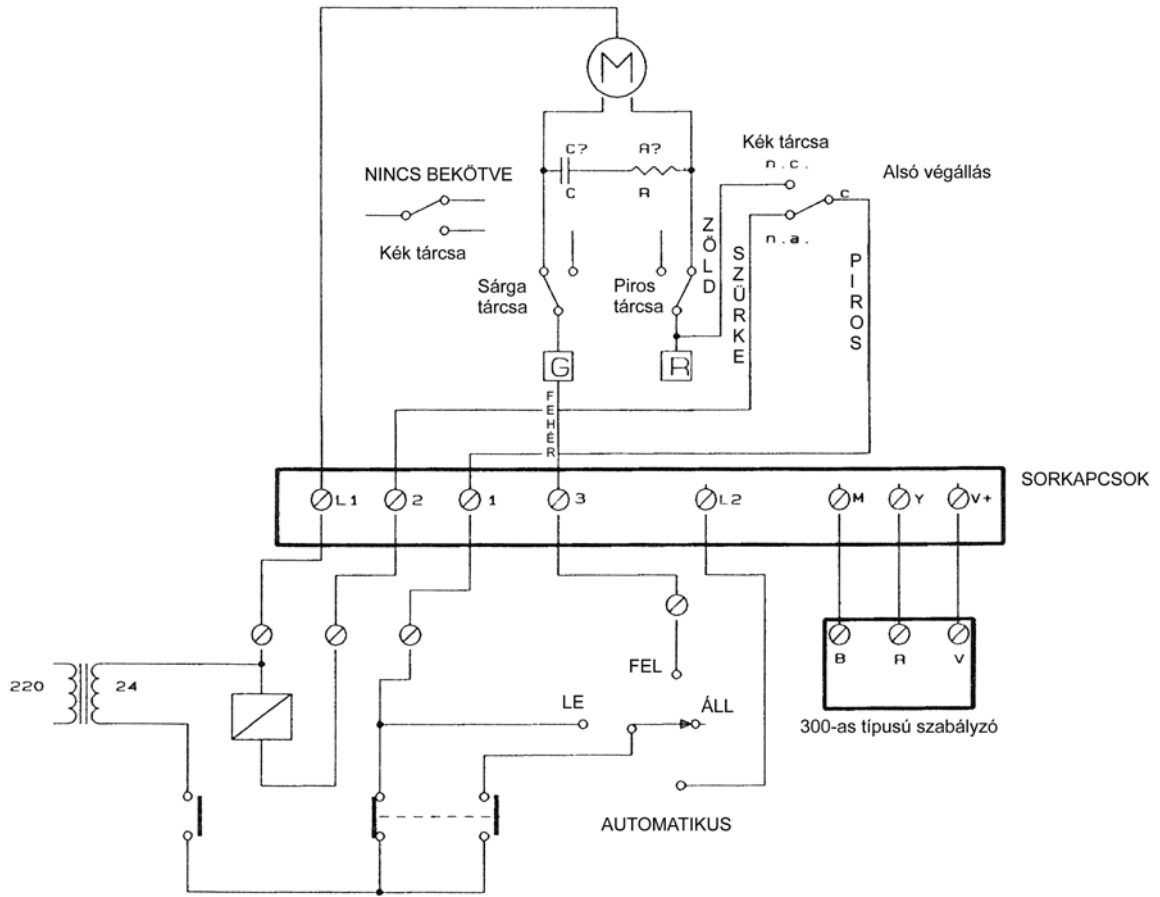 M
C?
R?
C
R
NINCS BEKÖTVE
Kék tárcsa
Kék tárcsa
n.c.
c
n.a.
Alsó végállás
ZÖLD
SZÜRKE
PIROS
Sárga
tárcsa
Piros
tárcsa
G
R
FEHÉR
SORKAPCSOK
L1
2
1
3
L2
M
Y
V+
B
R
V
300-as típusú szabályzó
220
24
FEL
LE
ÁLL
AUTOMATIKUS